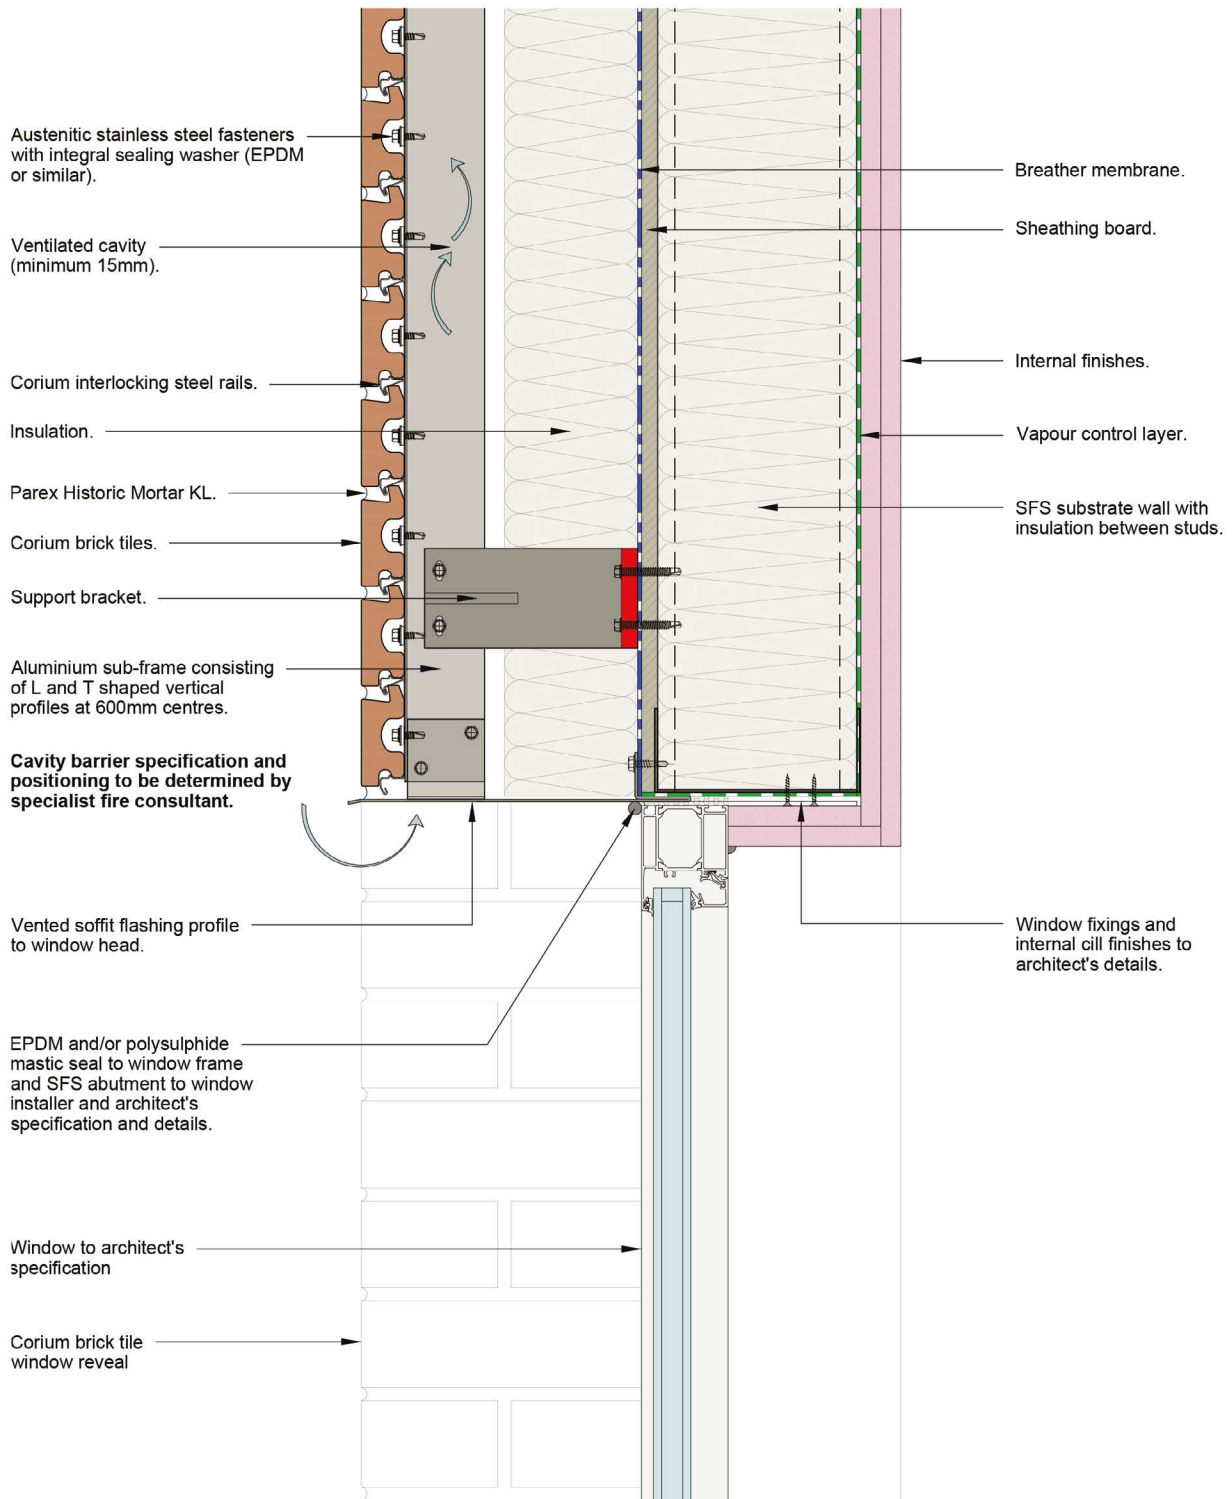 Austenitic stainless steel fasteners
with integral sealing washer (EPDM
or similar).
Ventilated cavity
(minimum 15mm).
Corium interlocking steel rails.
Insulation.
Parex Historic Mortar KL.
Corium brick tiles.
Support bracket.
Aluminium sub-frame consisting
of L and T shaped vertical
profiles at 600mm centres.
Cavity barrier specification and
positioning to be determined by
specialist fire consultant.
Vented soffit flashing profile
to window head.
EPDM and/or polysulphide
mastic seal to window frame
and SFS abutment to window
installer and architect's
specification and details.
Window to architect's
specification
Corium brick tile
window reveal
Breather membrane.
Sheathing board.
Internal finishes.
Vapour control layer.
SFS substrate wall with
insulation between studs.
Window fixings and
internal cill finishes to
architect's details.